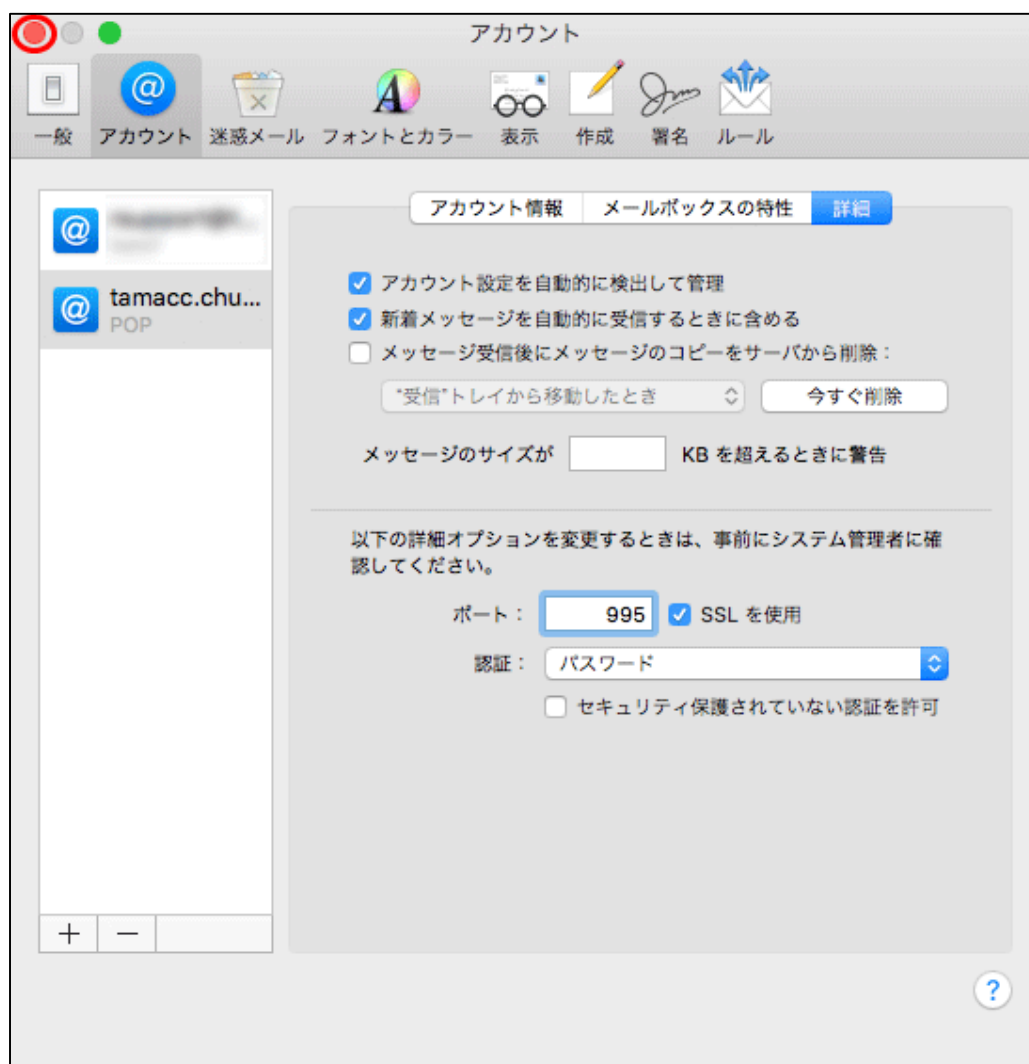 アカウント
一般 アカウント 迷惑メール フォントとカラー 表示 作成 署名 ルール
アカウント情報 メールボックスの特性 詳細
tamacc.chu...
POP
アカウント設定を自動的に検出して管理
新着メッセージを自動的に受信するときに含める
メッセージ受信後にメッセージのコピーをサーバから削除：
"受信"トレイから移動したとき 今すぐ削除
メッセージのサイズが KB を超えるときに警告
以下の詳細オプションを変更するときは、事前にシステム管理者に確
認してください。
ポート： 995 SSL を使用
認証： パスワード
セキュリティ保護されていない認証を許可